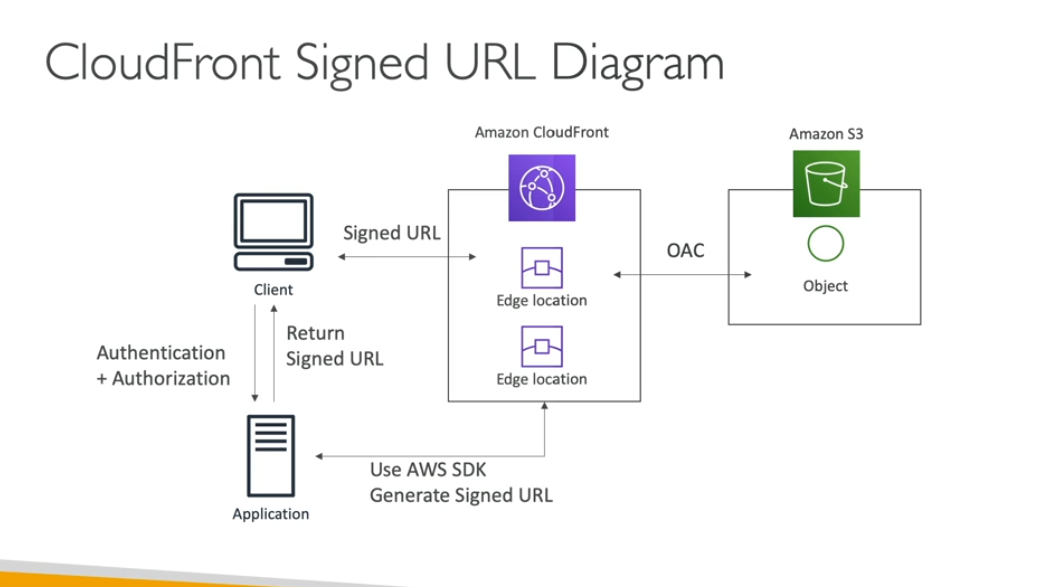 CloudFront Signed URL Diagram
Amazon CloudFront
Amazon S3
Signed URL
OAC
Object
Edge location
Client
Return
Signed URL
Authentication
+ Authorization
Edge location
Use AWS SDK
Generate Signed URL
Application